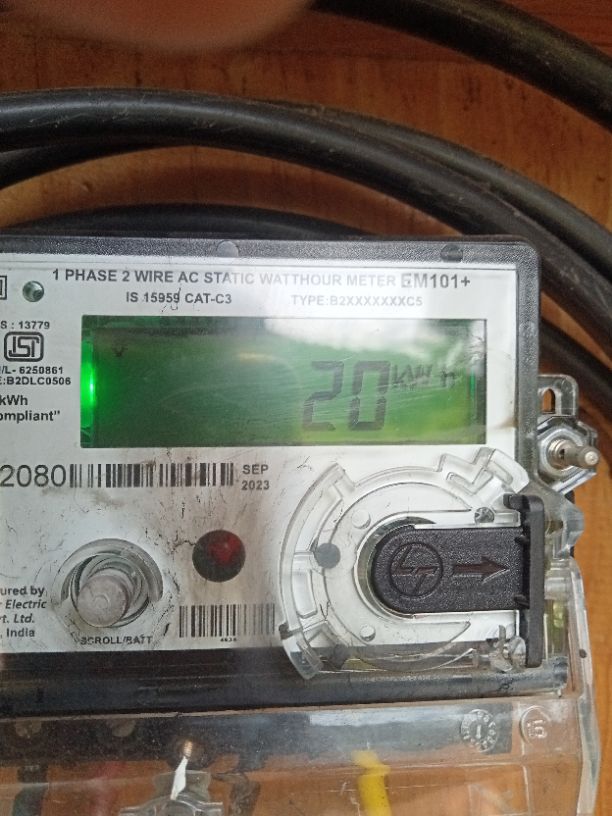 1 PHASE 2 WIRE AC STATIC WATTHOUR METER EM101+
IS 15959 CAT-C3 TYPE:B2XXXXXXXC5
S : 13779
/L- 6250861
E:B2DLC0506
kWh
ompliant"
20 kWh
2080
SEP
2023
ured by
r Electric
rt. Ltd.
, India
SCROLL/BATT